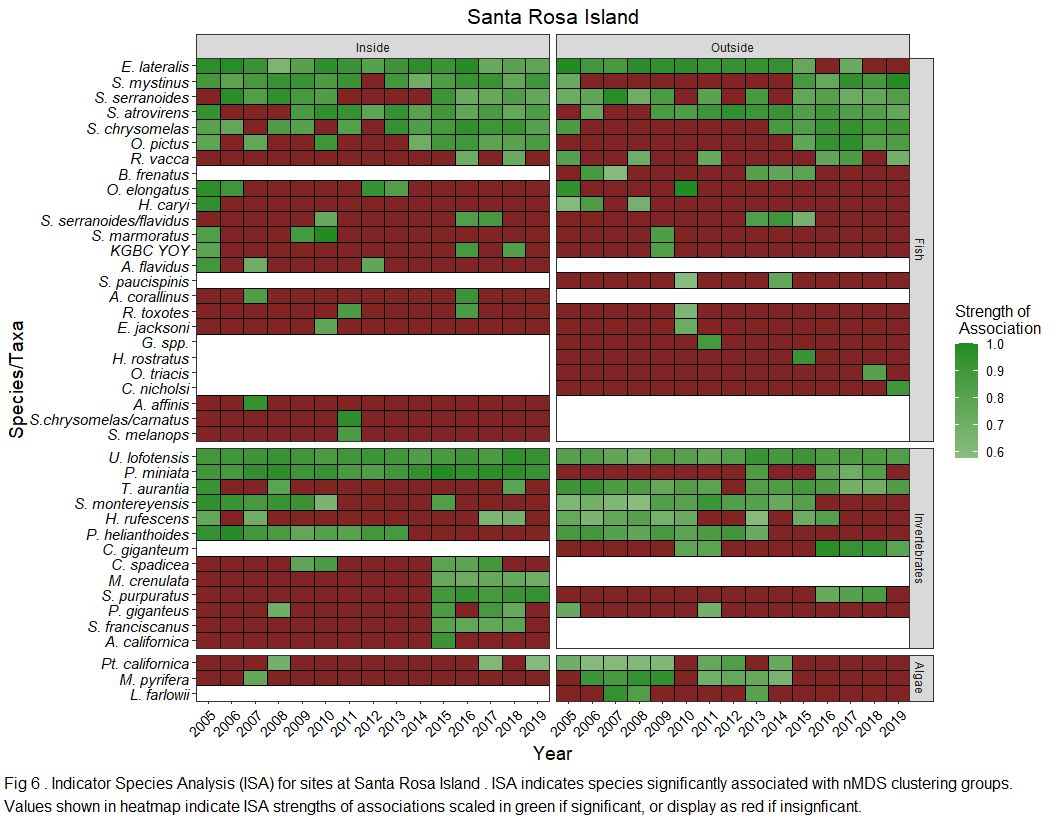 Santa Rosa Island
Inside
Outside
E. lateralis
S. mystinus
S. serranoides
S. atrovirens
S. chrysomelas
O. pictus
R. vacca
B. frenatus
O. elongatus
H. caryi
S. serranoides/flavidus
S. marmoratus
KGBC YOY
A. flavidus
S. paucispinis
A. corallinus
R. toxotes
E. jacksoni
G. spp.
H. rostratus
O. triacis
C. nicholsi
A. affinis
S.chrysomelas/carnatus
S. melanops
Fish
U. lofotensis
P. miniata
T. aurantia
S. montereyensis
H. rufescens
P. helianthoides
C. giganteum
C. spadicea
M. crenulata
S. purpuratus
P. giganteus
S. franciscanus
A. californica
Invertebrates
Pt. californica
M. pyrifera
L. farlowii
Algae
Species/Taxa
2005 2006 2007 2008 2009 2010 2011 2012 2013 2014 2015 2016 2017 2018 2019
2005 2006 2007 2008 2009 2010 2011 2012 2013 2014 2015 2016 2017 2018 2019
Year
Strength of
Association
1.0
0.9
0.8
0.7
0.6
Fig 6 . Indicator Species Analysis (ISA) for sites at Santa Rosa Island . ISA indicates species significantly associated with nMDS clustering groups.
Values shown in heatmap indicate ISA strengths of associations scaled in green if significant, or display as red if insignficant.